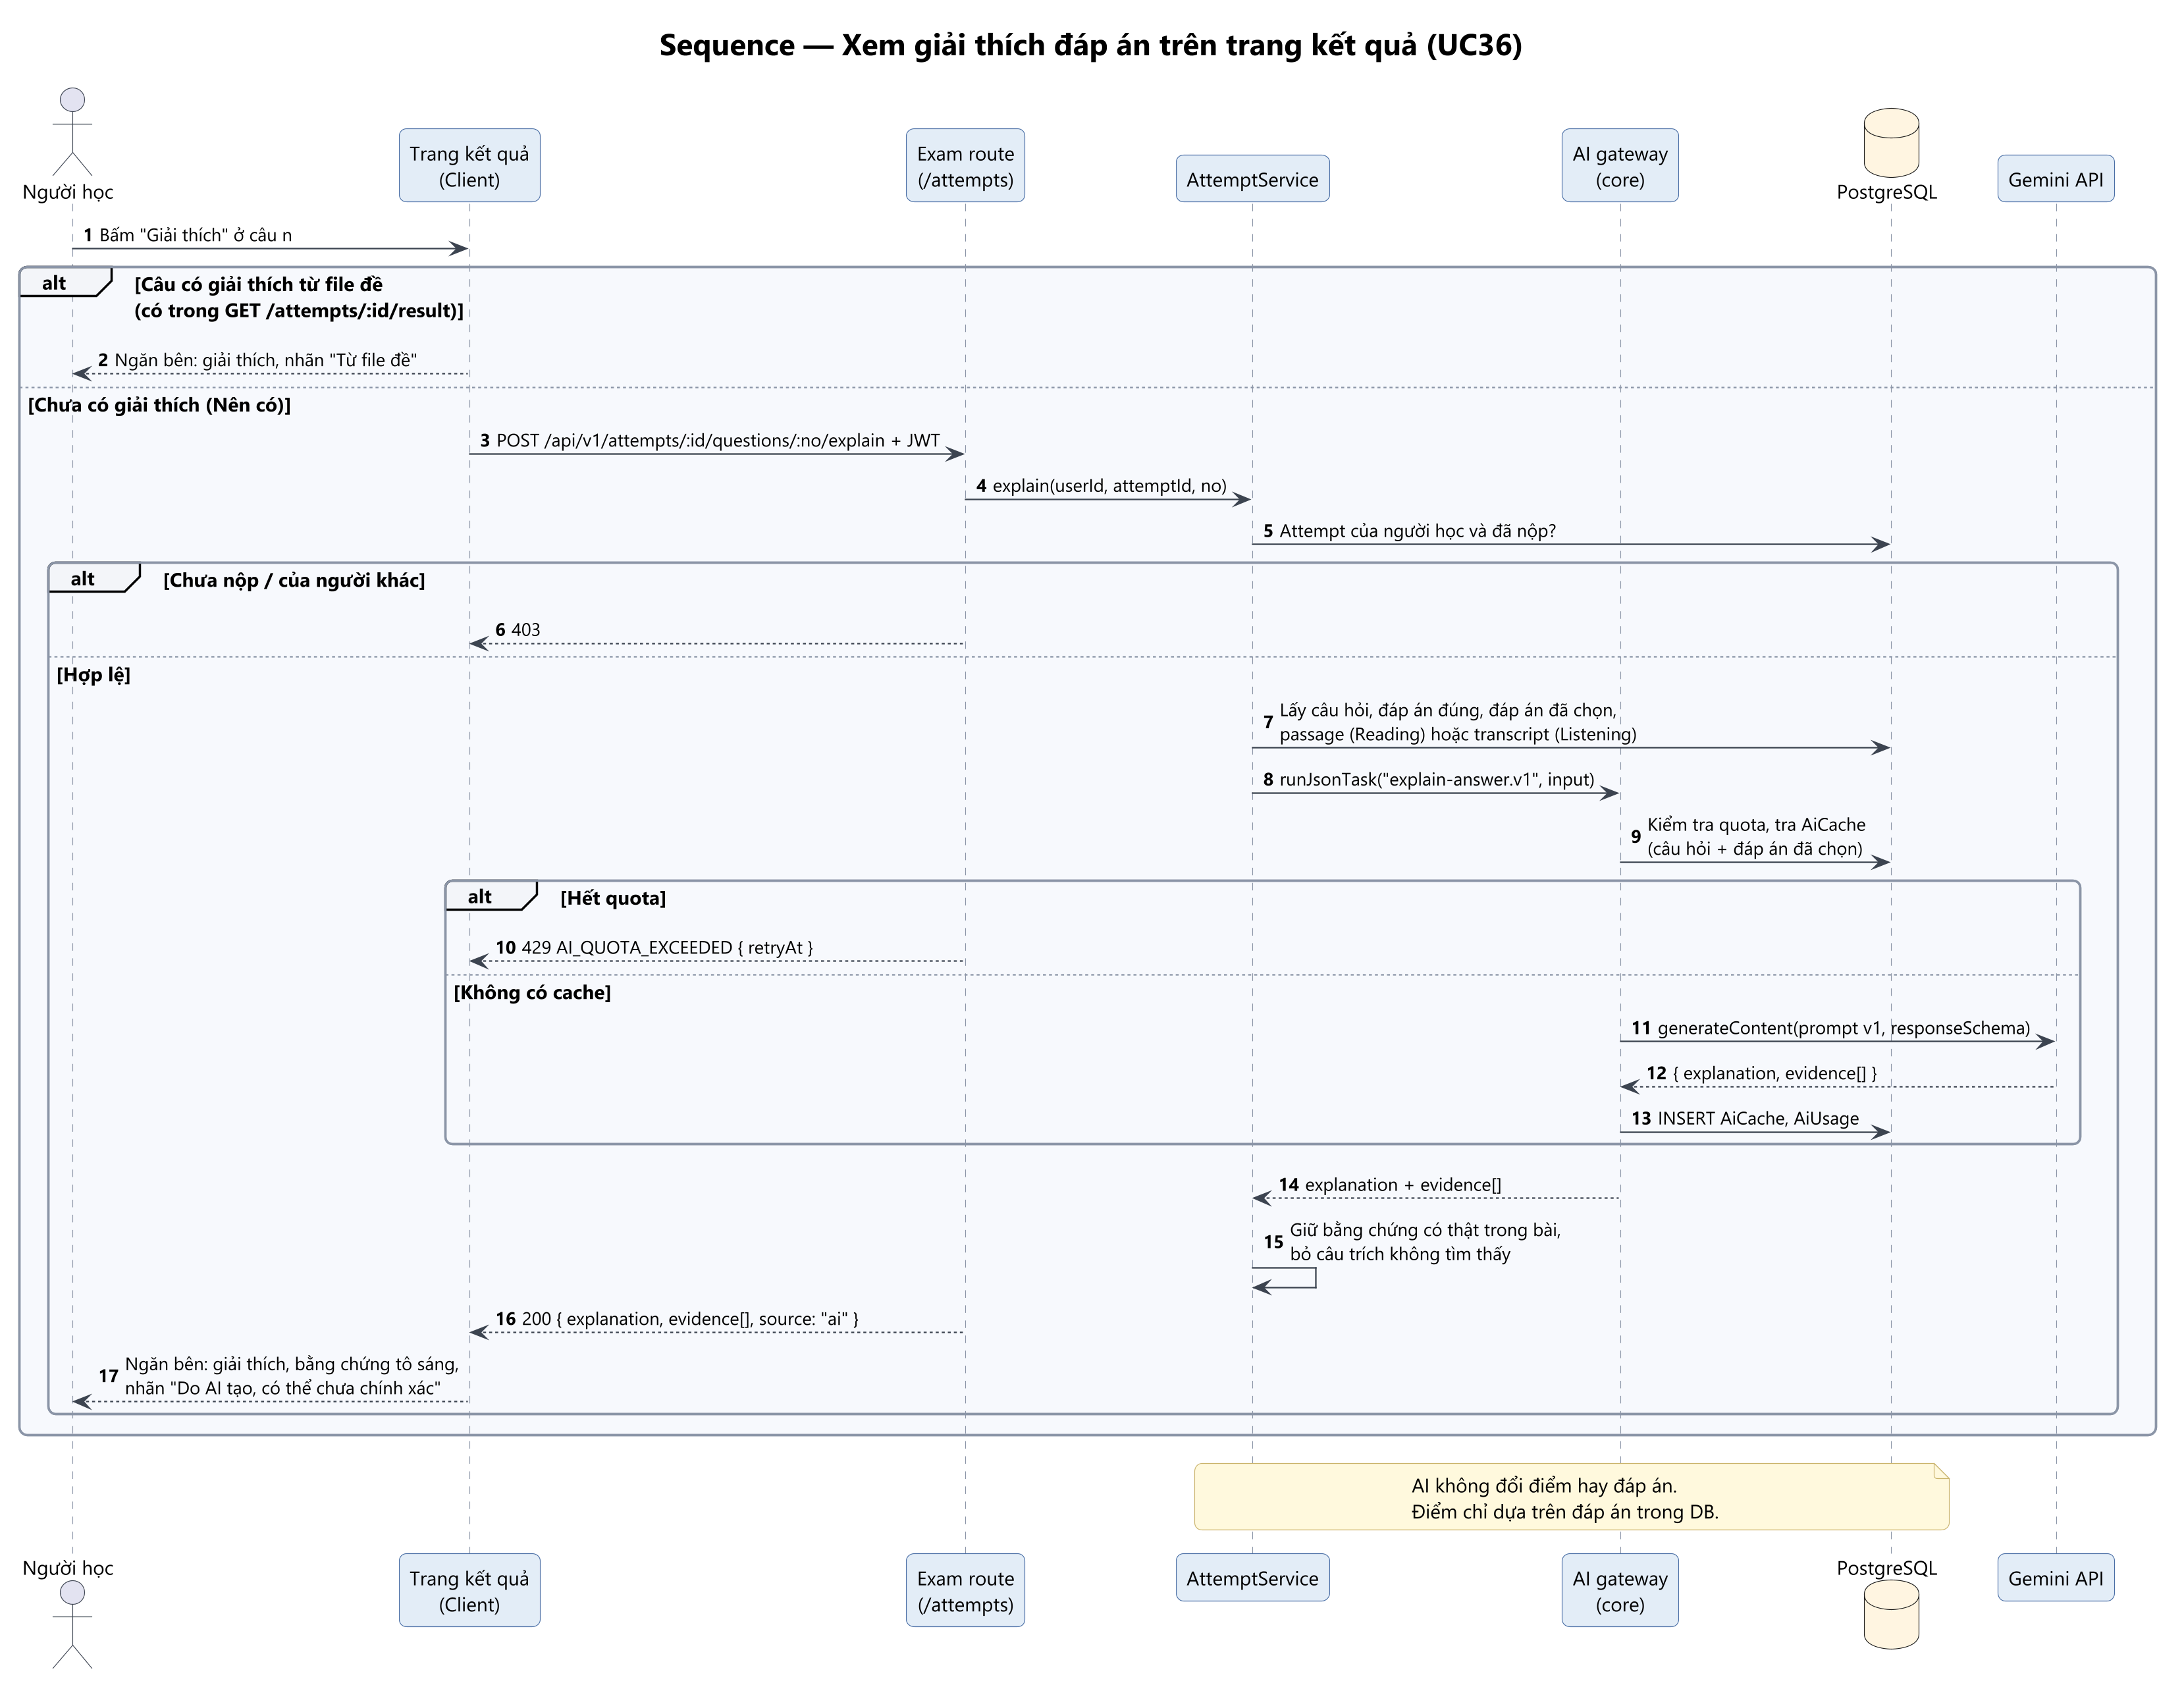 Sequence — Xem giải thích đáp án trên trang kết quả (UC36)
Người học
Trang kết quả
(Client)
Exam route
(/attempts)
AttemptService
AI gateway
(core)
PostgreSQL
Gemini API
1 Bấm "Giải thích" ở câu n
alt [Câu có giải thích từ file đề
(có trong GET /attempts/:id/result)]
2 Ngăn bên: giải thích, nhãn "Từ file đề"
[Chưa có giải thích (Nên có)]
3 POST /api/v1/attempts/:id/questions/:no/explain + JWT
4 explain(userId, attemptId, no)
5 Attempt của người học và đã nộp?
alt [Chưa nộp / của người khác]
6 403
[Hợp lệ]
7 Lấy câu hỏi, đáp án đúng, đáp án đã chọn,
passage (Reading) hoặc transcript (Listening)
8 runJsonTask("explain-answer.v1", input)
9 Kiểm tra quota, tra AiCache
(câu hỏi + đáp án đã chọn)
alt [Hết quota]
10 429 AI_QUOTA_EXCEEDED { retryAt }
[Không có cache]
11 generateContent(prompt v1, responseSchema)
12 { explanation, evidence[] }
13 INSERT AiCache, AiUsage
14 explanation + evidence[]
15 Giữ bằng chứng có thật trong bài,
bỏ câu trích không tìm thấy
16 200 { explanation, evidence[], source: "ai" }
17 Ngăn bên: giải thích, bằng chứng tô sáng,
nhãn "Do AI tạo, có thể chưa chính xác"
AI không đổi điểm hay đáp án.
Điểm chỉ dựa trên đáp án trong DB.
Người học
Trang kết quả
(Client)
Exam route
(/attempts)
AttemptService
AI gateway
(core)
PostgreSQL
Gemini API